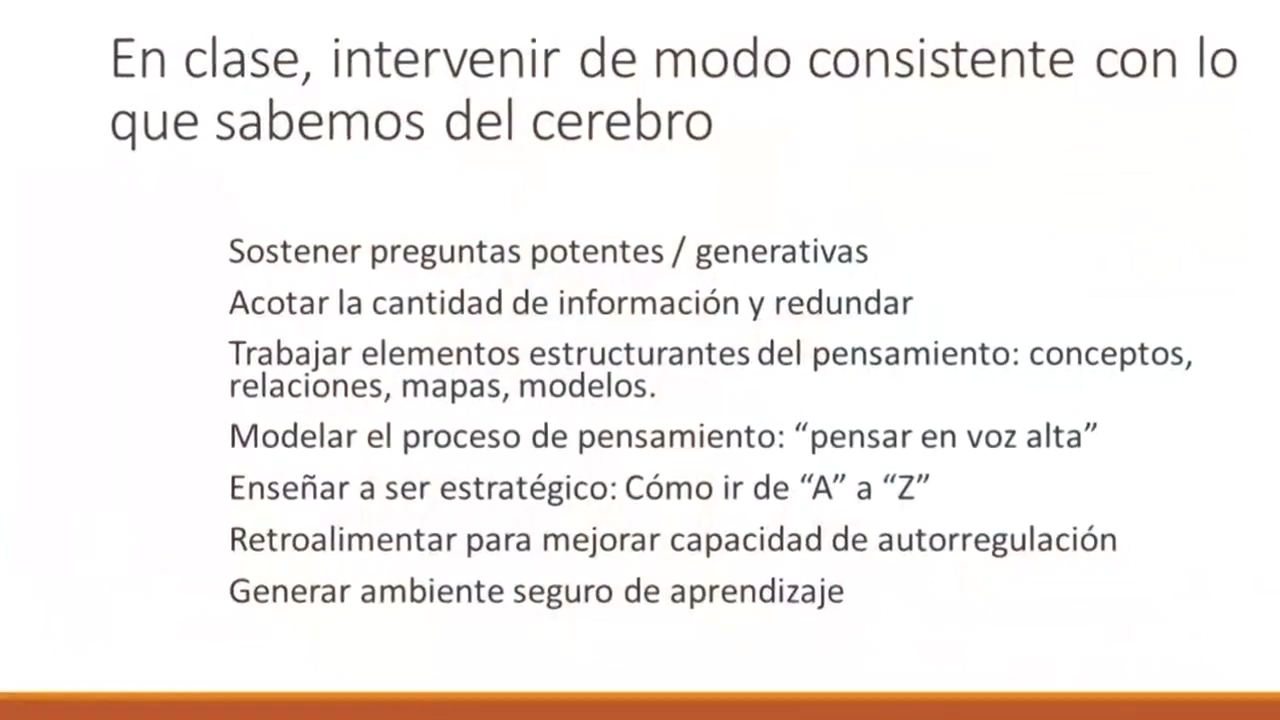 En clase, intervenir de modo consistente con lo
que sabemos del cerebro
Sostener preguntas potentes / generativas
Acotar la cantidad de información y redundar
Trabajar elementos estructurantes del pensamiento: conceptos,
relaciones, mapas, modelos.
Modelar el proceso de pensamiento: “pensar en voz alta”
Enseñar a ser estratégico: Cómo ir de “A” a “Z”
Retroalimentar para mejorar capacidad de autorregulación
Generar ambiente seguro de aprendizaje